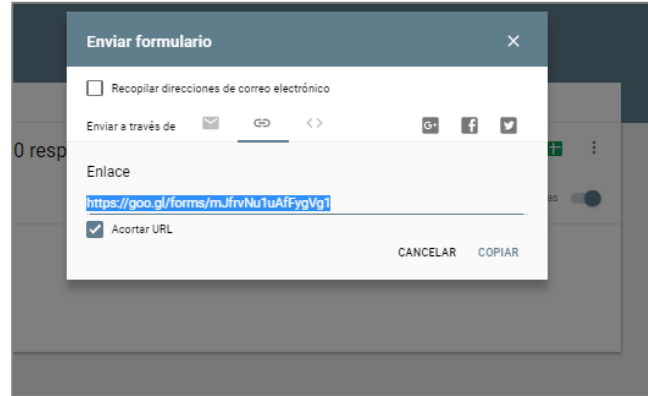 Enviar formulario
Recopilar direcciones de correo electrónico
Enviar a través de
G+
0 resp
Enlace
es
https://goo.gl/forms/mJfrvNu1uAfFygVg1
Acortar URL
CANCELAR COPIAR